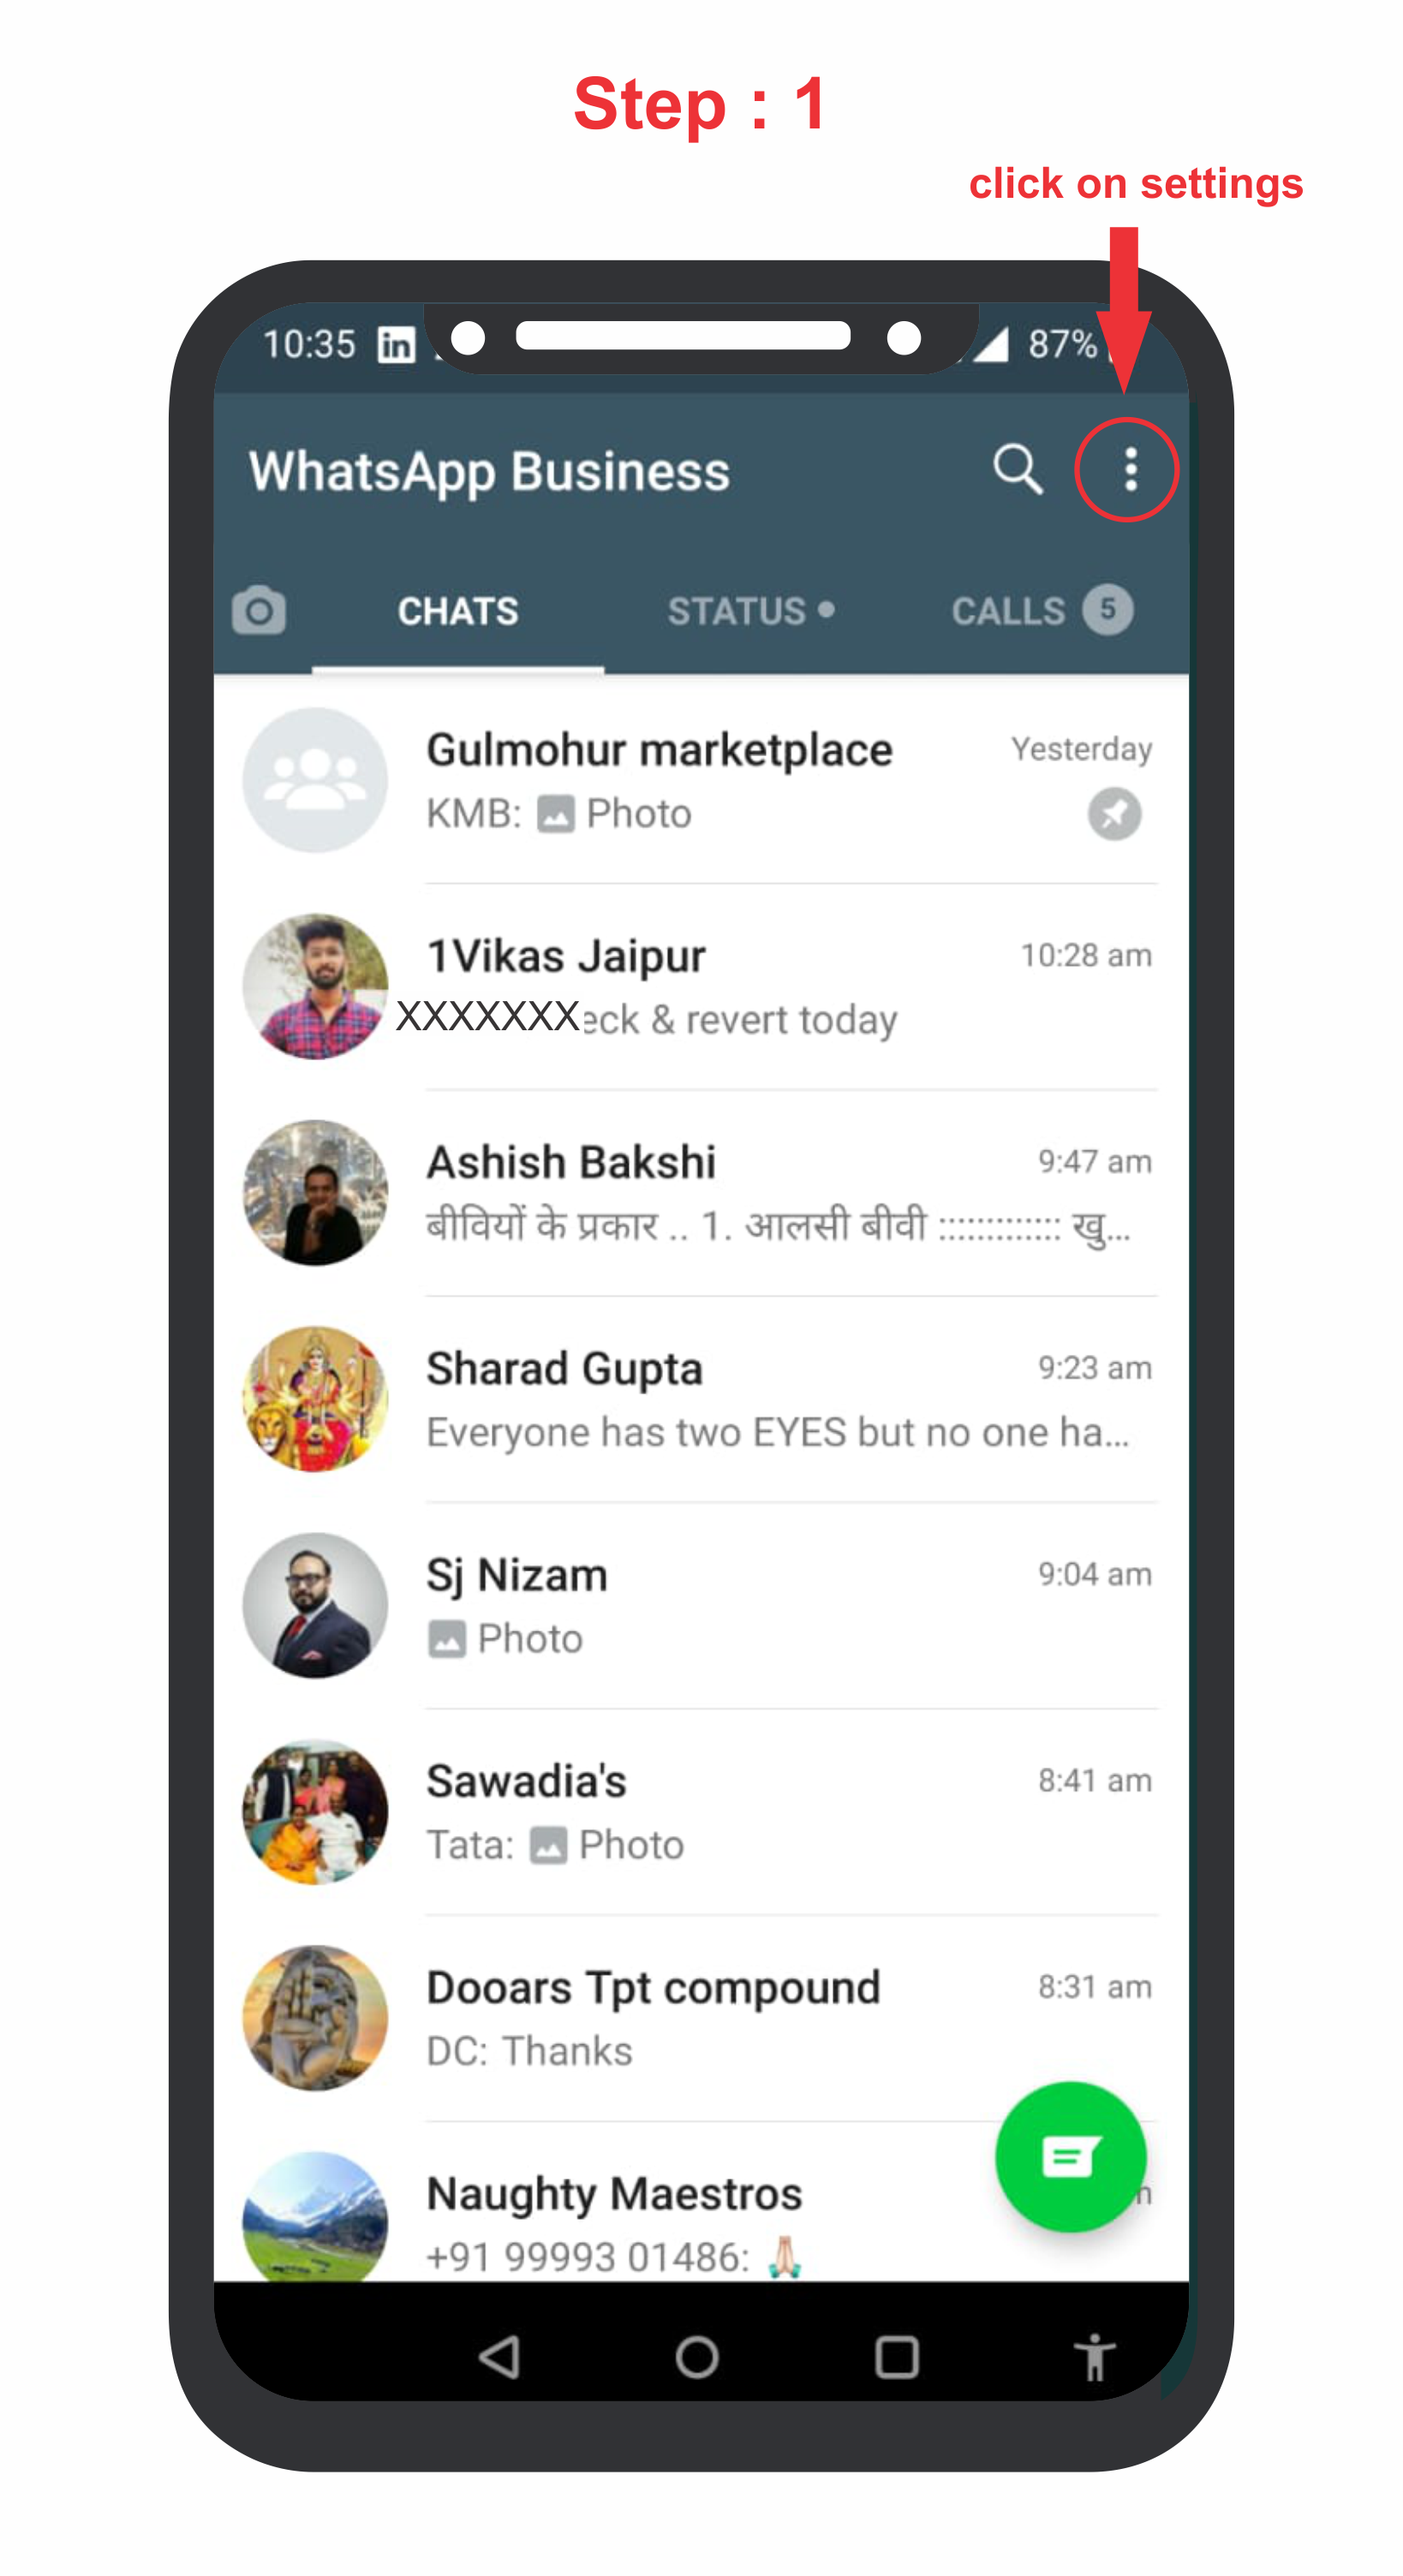 Step : 1
click on settings
10:35 in 87%
WhatsApp Business
CHATS STATUS • CALLS 5
Gulmohur marketplace Yesterday
KMB: Photo
1Vikas Jaipur 10:28 am
XXXXXXXeck & revert today
Ashish Bakshi 9:47 am
बीवियों के प्रकार .. 1. आलसी बीवी ::::::::::::: खु...
Sharad Gupta 9:23 am
Everyone has two EYES but no one ha...
Sj Nizam 9:04 am
Photo
Sawadia's 8:41 am
Tata: Photo
Dooars Tpt compound 8:31 am
DC: Thanks
Naughty Maestros
+91 99993 01486: 🙏🏻